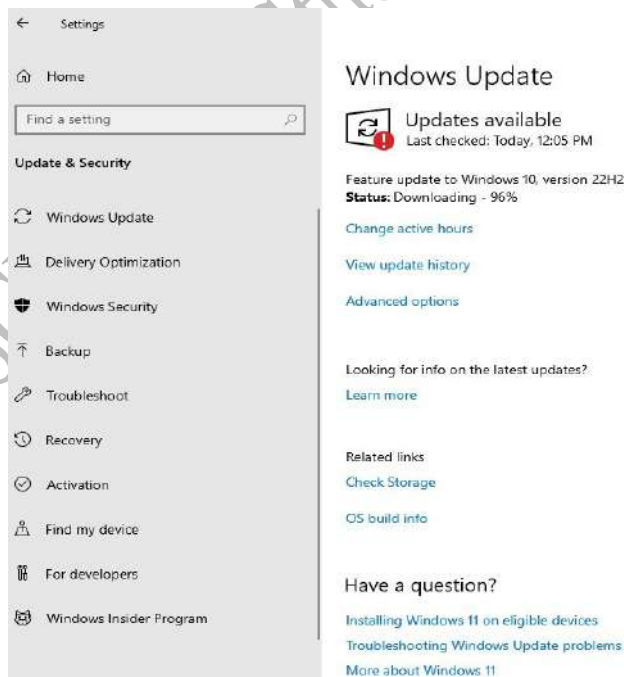 Settings
Home
Find a setting
Update & Security
Windows Update
Delivery Optimization
Windows Security
Backup
Troubleshoot
Recovery
Activation
Find my device
For developers
Windows Insider Program
Windows Update
Updates available
Last checked: Today, 12:05 PM
Feature update to Windows 10, version 22H2
Status: Downloading - 96%
Change active hours
View update history
Advanced options
Looking for info on the latest updates?
Learn more
Related links
Check Storage
OS build info
Have a question?
Installing Windows 11 on eligible devices
Troubleshooting Windows Update problems
More about Windows 11